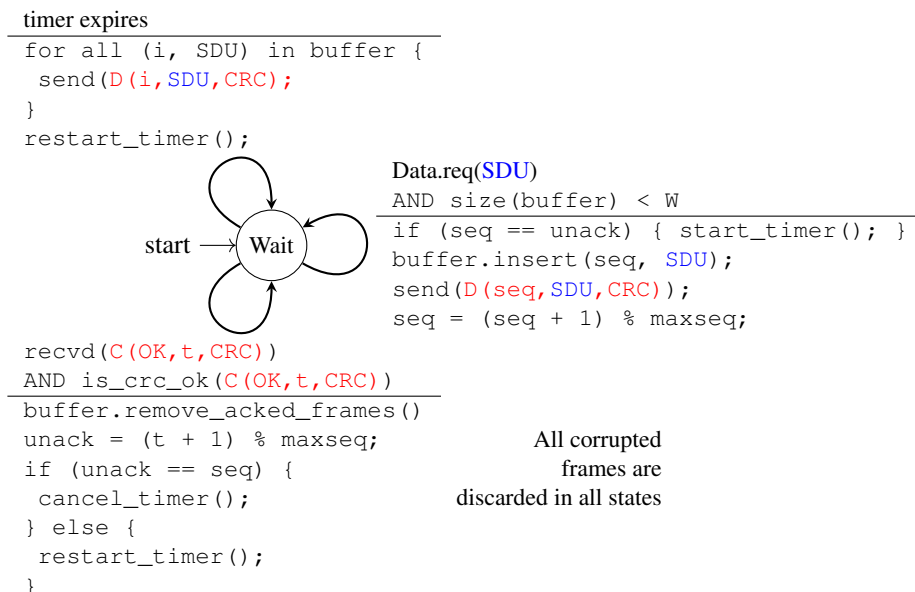 timer expires
for all (i, SDU) in buffer {
send(D(i,SDU,CRC);
}
restart_timer();
Data.req(SDU)
AND size(buffer) < W
if (seq == unack) { start_timer(); }
buffer.insert(seq, SDU);
send(D(seq,SDU,CRC));
seq = (seq + 1) % maxseq;
start
Wait
recvd(C(OK,t,CRC))
AND is_crc_ok(C(OK,t,CRC))
buffer.remove_acked_frames()
unack = (t + 1) % maxseq;
if (unack == seq) {
cancel_timer();
} else {
restart_timer();
}
All corrupted
frames are
discarded in all states